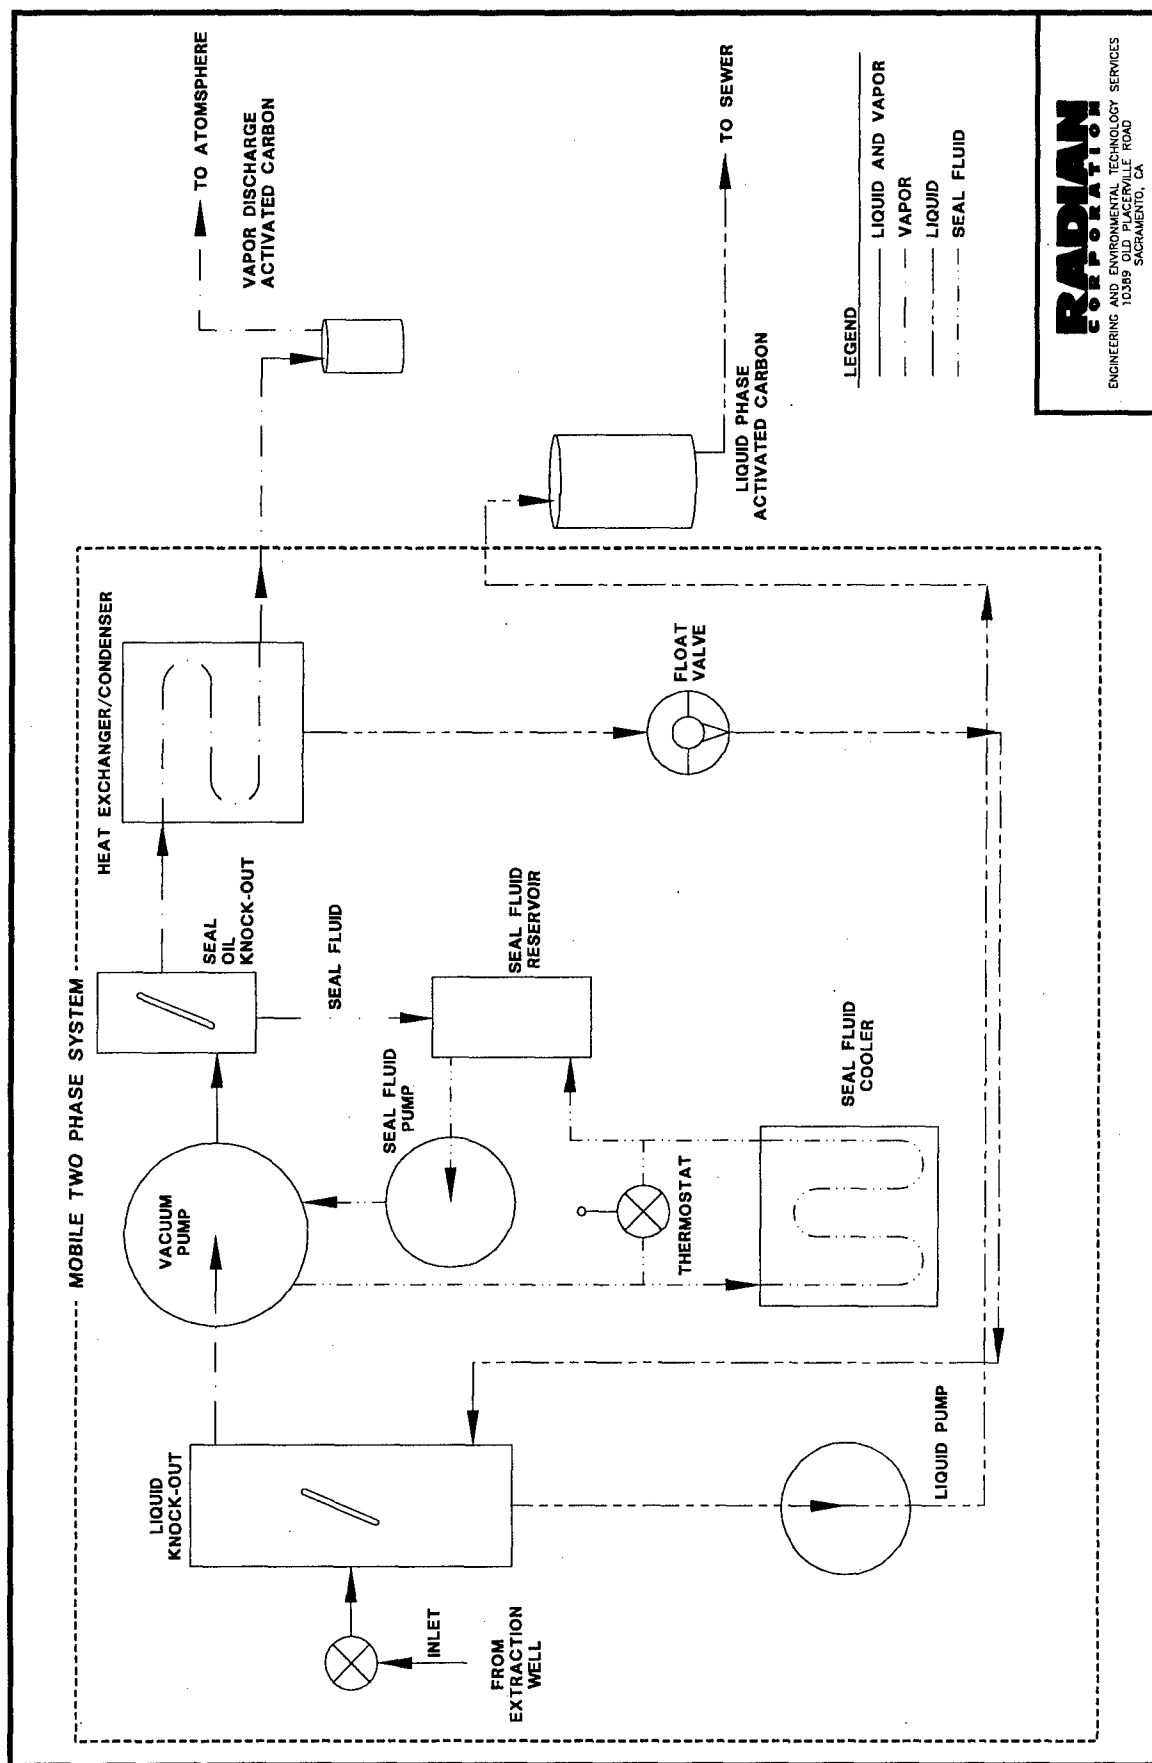 MOBILE TWO PHASE SYSTEM
INLET
FROM
EXTRACTION
WELL
LIQUID
KNOCK-OUT
LIQUID PUMP
VACUUM
PUMP
THERMOSTAT
SEAL FLUID
COOLER
SEAL FLUID
PUMP
SEAL FLUID
RESERVOIR
SEAL FLUID
SEAL
OIL
KNOCK-OUT
HEAT EXCHANGER/CONDENSER
FLOAT
VALVE
TO ATOMSPHERE
VAPOR DISCHARGE
ACTIVATED CARBON
LIQUID PHASE
ACTIVATED CARBON
TO SEWER
LEGEND
LIQUID AND VAPOR
VAPOR
LIQUID
SEAL FLUID
RADIAN
CORPORATION
ENGINEERING AND ENVIRONMENTAL TECHNOLOGY SERVICES
10389 OLD PLACERVILLE ROAD
SACRAMENTO, CA